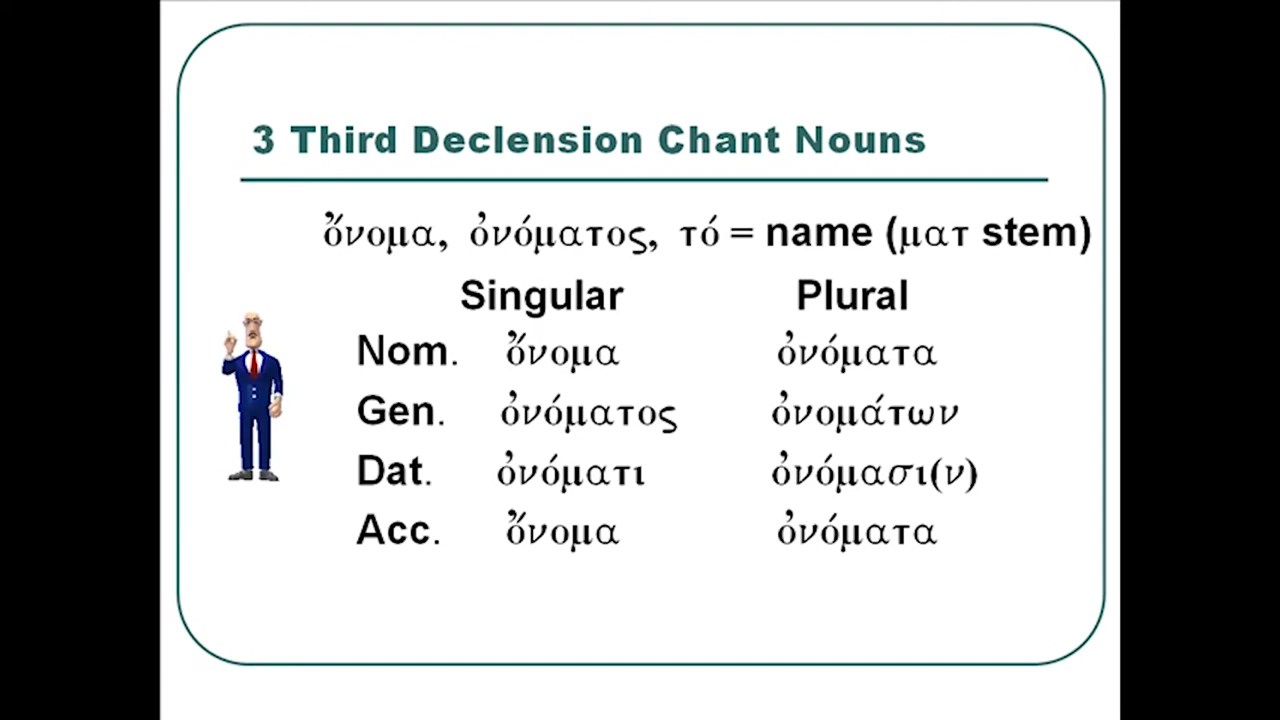 3 Third Declension Chant Nouns
ὄνομα, ὀνόματος, τό = name (ματ stem)
Singular Plural
Nom. ὄνομα ὀνόματα
Gen. ὀνόματος ὀνομάτων
Dat. ὀνόματι ὀνόμασι(ν)
Acc. ὄνομα ὀνόματα